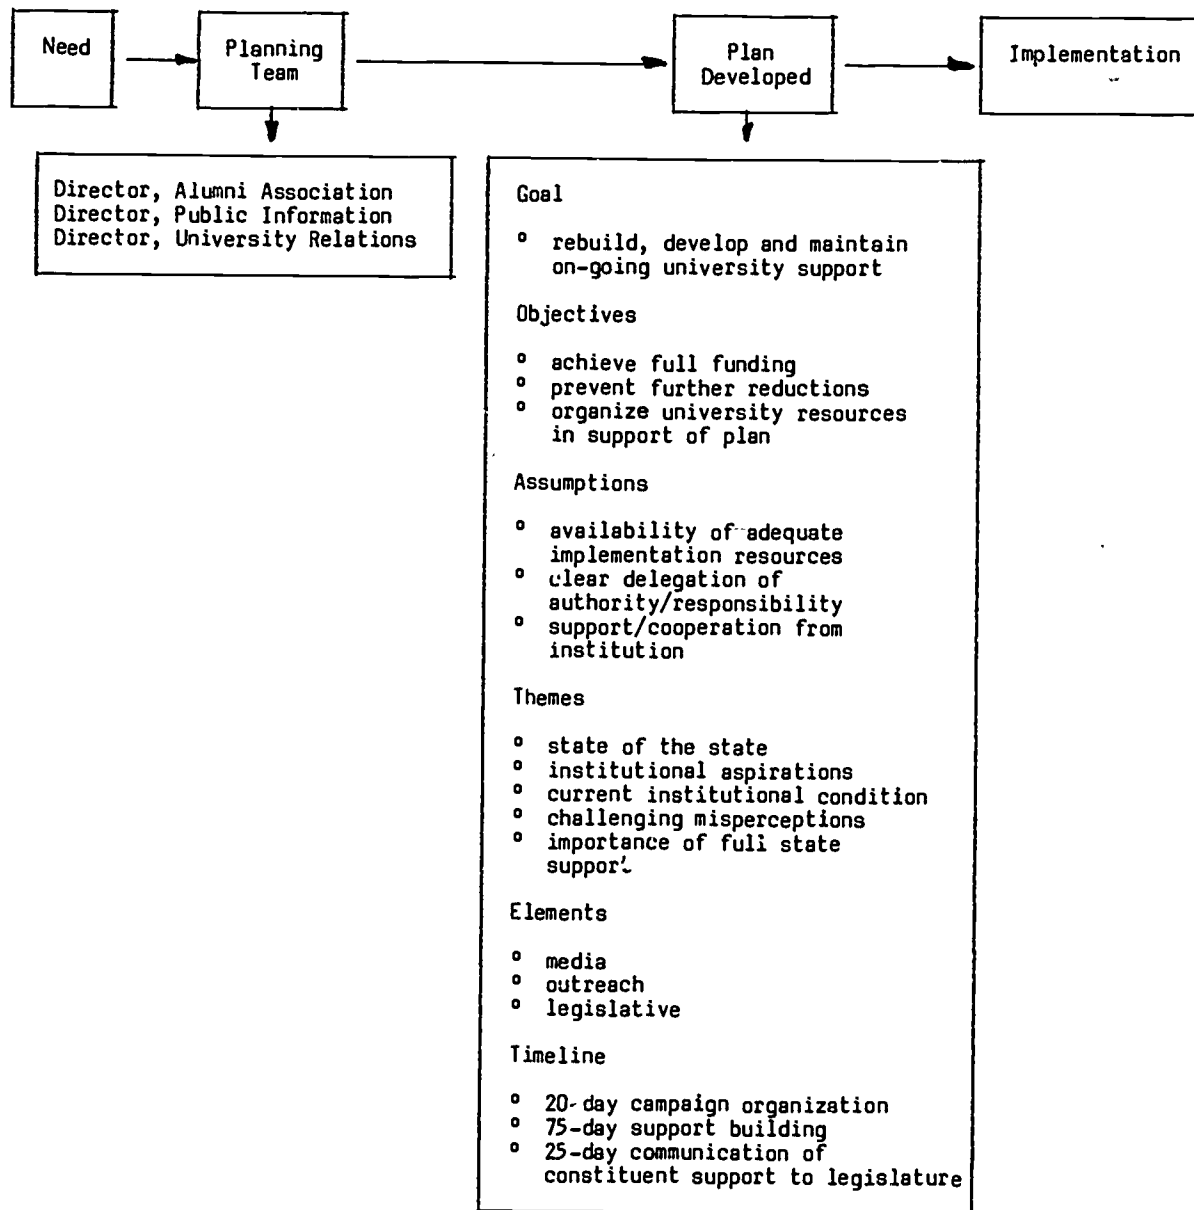 Need
Planning
Team
Plan
Developed
Implementation
Director, Alumni Association
Director, Public Information
Director, University Relations
Goal
o rebuild, develop and maintain
on-going university support
Objectives
o achieve full funding
o prevent further reductions
o organize university resources
in support of plan
Assumptions
o availability of adequate
implementation resources
o clear delegation of
authority/responsibility
o support/cooperation from
institution
Themes
o state of the state
o institutional aspirations
o current institutional condition
o challenging misperceptions
o importance of full state
support
Elements
o media
o outreach
o legislative
Timeline
o 20-day campaign organization
o 75-day support building
o 25-day communication of
constituent support to legislature